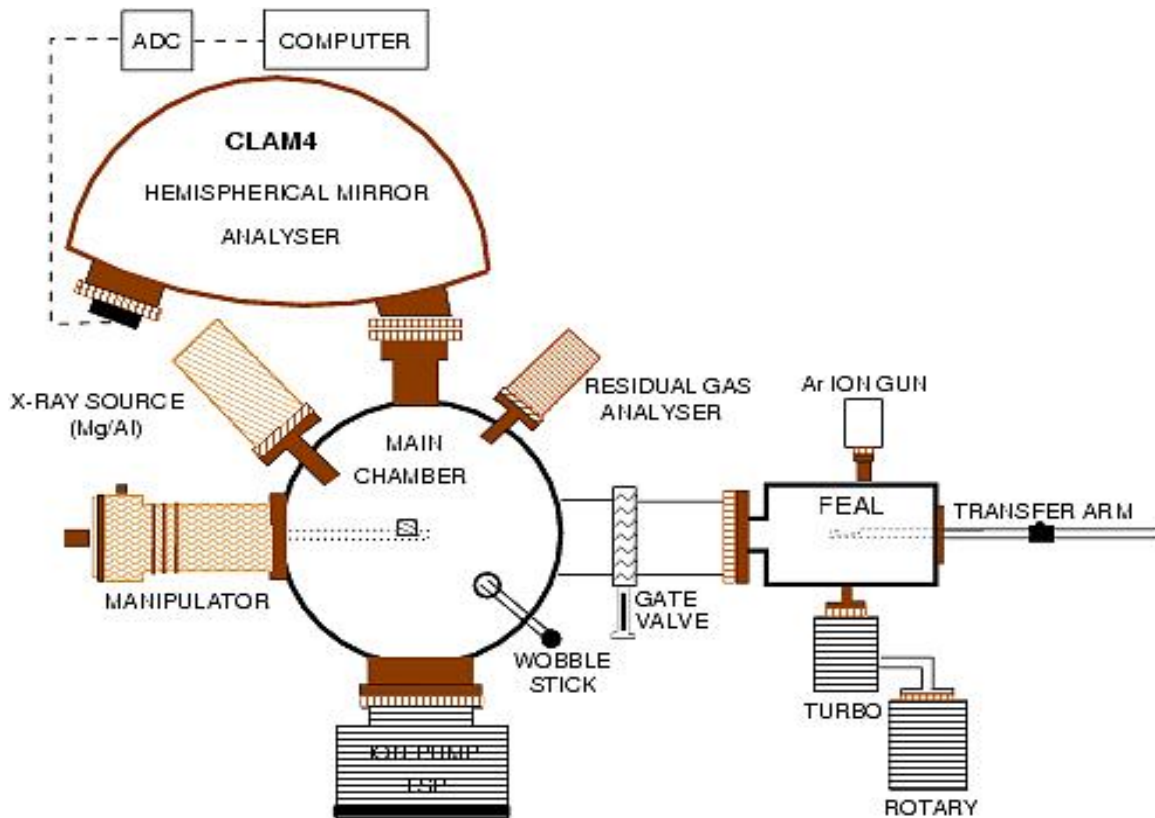 ADC
COMPUTER
CLAM4
HEMISPHERICAL MIRROR
ANALYSER
X-RAY SOURCE
(Mg/Al)
RESIDUAL GAS
ANALYSER
Ar ION GUN
MAIN
CHAMBER
FEAL
TRANSFER ARM
MANIPULATOR
GATE
VALVE
WOBBLE
STICK
TURBO
ION PUMP
TSP
ROTARY